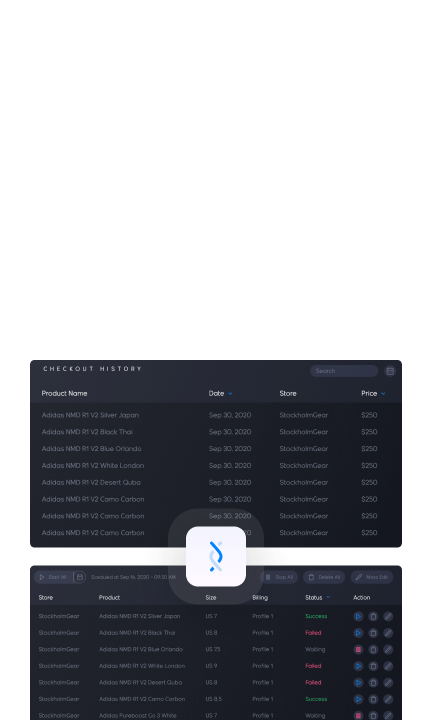 CHECKOUT HISTORY Search
Product Name Date Store Price
Adidas NMD R1 V2 Silver Japan Sep 30, 2020 StockholmGear $250
Adidas NMD R1 V2 Black Thai Sep 30, 2020 StockholmGear $250
Adidas NMD R1 V2 Blue Orlando Sep 30, 2020 StockholmGear $250
Adidas NMD R1 V2 White London Sep 30, 2020 StockholmGear $250
Adidas NMD R1 V2 Desert Quba Sep 30, 2020 StockholmGear $250
Adidas NMD R1 V2 Camo Carbon Sep 30, 2020 StockholmGear $250
Adidas NMD R1 V2 Camo Carbon Sep 30, 2020 StockholmGear $250
Adidas NMD R1 V2 Camo Carbon Sep 30, 2020 StockholmGear $250
Start All Scheduled at Sep 14, 2020 - 09:35 AM Stop All Delete All Mass Edit
Store Product Size Billing Status Action
StockholmGear Adidas NMD R1 V2 Silver Japan US 7 Profile 1 Success
StockholmGear Adidas NMD R1 V2 Black Thai US 8 Profile 1 Failed
StockholmGear Adidas NMD R1 V2 Blue Orlando US 7.5 Profile 1 Waiting
StockholmGear Adidas NMD R1 V2 White London US 9 Profile 1 Failed
StockholmGear Adidas NMD R1 V2 Desert Quba US 8 Profile 1 Failed
StockholmGear Adidas NMD R1 V2 Camo Carbon US 8.5 Profile 1 Success
StockholmGear Adidas Pureboost Go 3 White US 7 Profile 1 Waiting